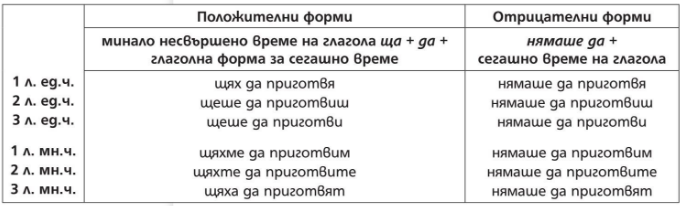 Положителни форми Отрицателни форми
минало несвършено време на глагола ща + да + нямаше да +
глаголна форма за сегашно време сегашно време на глагола
1 л. ед.ч. щях да приготвя нямаше да приготвя
2 л. ед.ч. щеше да приготвиш нямаше да приготвиш
3 л. ед.ч. щеше да приготви нямаше да приготви
1 л. мн.ч. щяхме да приготвим нямаше да приготвим
2 л. мн.ч. щяхте да приготвите нямаше да приготвите
3 л. мн.ч. щяха да приготвят нямаше да приготвят